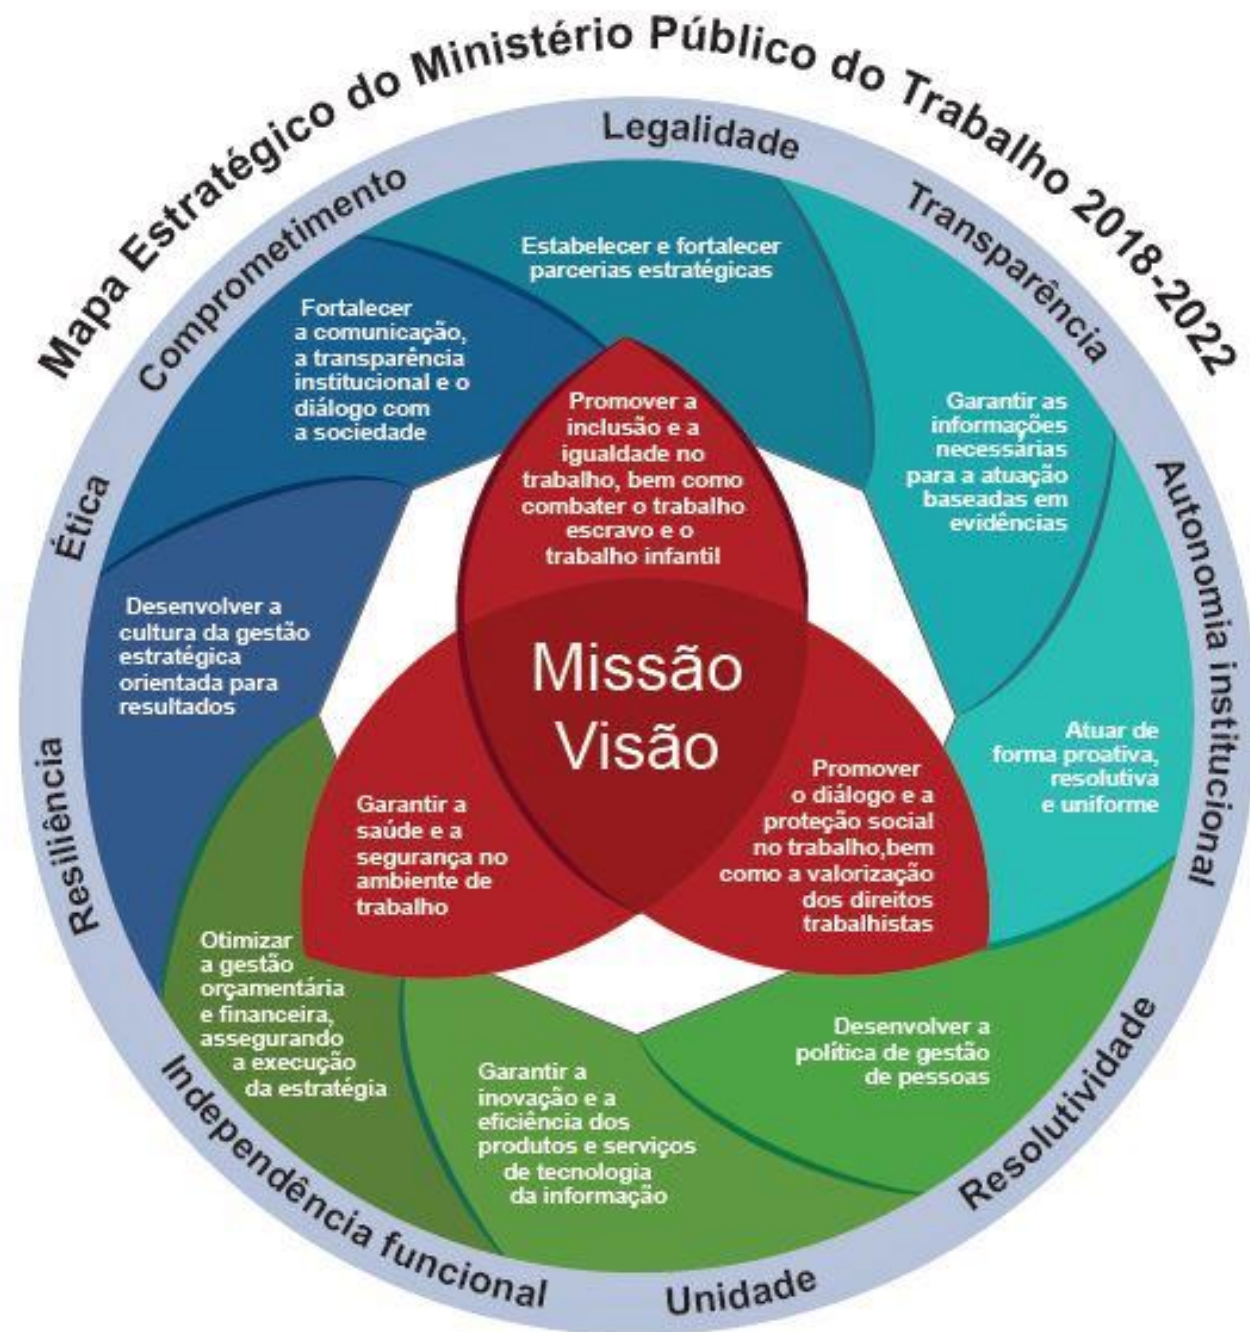 Mapa Estratégico do Ministério Público do Trabalho 2018-2022
Legalidade
Transparência
Autonomia institucional
Resolutividade
Unidade
Independência funcional
Resiliência
Ética
Comprometimento
Estabelecer e fortalecer
parcerias estratégicas
Garantir as
informações
necessárias
para a atuação
baseadas em
evidências
Atuar de
forma proativa,
resolutiva
e uniforme
Desenvolver a
política de gestão
de pessoas
Garantir a
inovação e a
eficiência dos
produtos e serviços
de tecnologia
da informação
Otimizar
a gestão
orçamentária
e financeira,
assegurando
a execução
da estratégia
Desenvolver a
cultura da gestão
estratégica
orientada para
resultados
Fortalecer
a comunicação,
a transparência
institucional e o
diálogo com
a sociedade
Promover a
inclusão e a
igualdade no
trabalho, bem como
combater o trabalho
escravo e o
trabalho infantil
Missão
Visão
Garantir a
saúde e a
segurança no
ambiente de
trabalho
Promover
o diálogo e a
proteção social
no trabalho,bem
como a valorização
dos direitos
trabalhistas